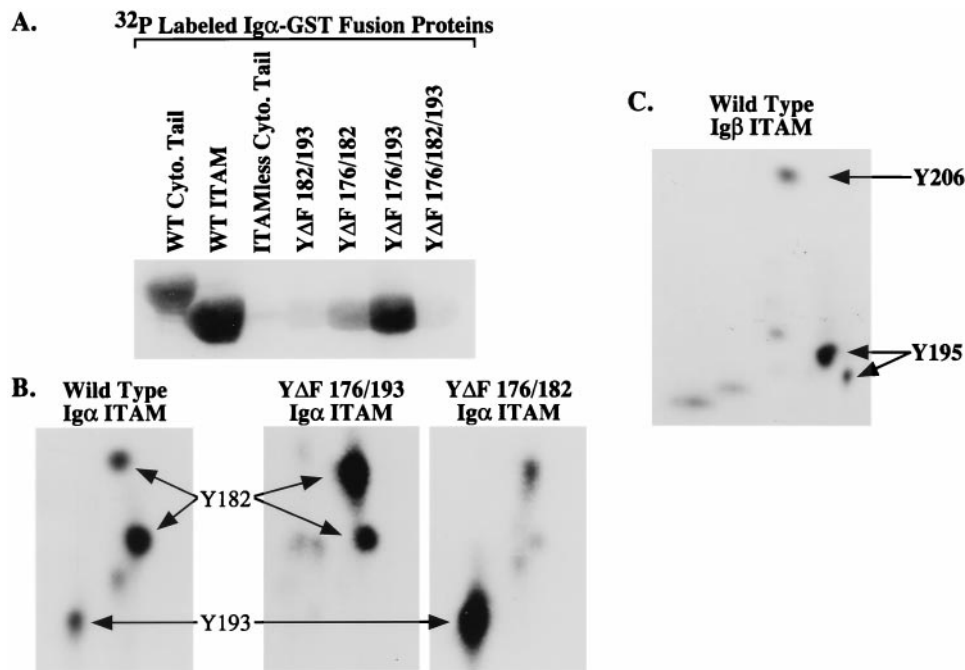 A.
32P Labeled Igα-GST Fusion Proteins
WT Cyto. Tail
WT ITAM
ITAMless Cyto. Tail
YΔF 182/193
YΔF 176/182
YΔF 176/193
YΔF 176/182/193
B.
Wild Type
Igα ITAM
YΔF 176/193
Igα ITAM
YΔF 176/182
Igα ITAM
Y182
Y193
C.
Wild Type
Igβ ITAM
Y206
Y195